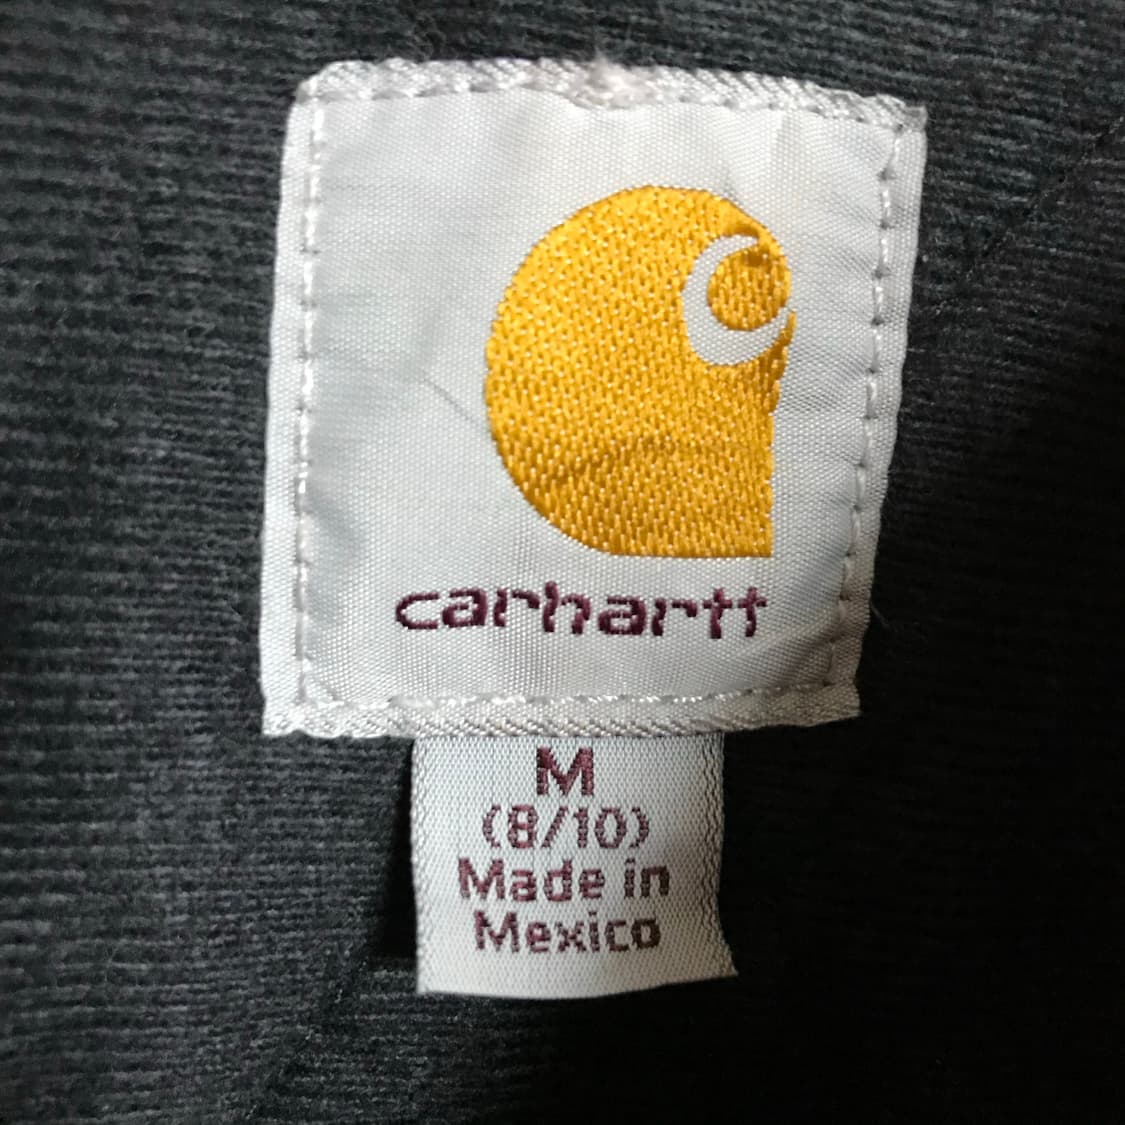 carhartt
M
(8/10)
Made in
Mexico